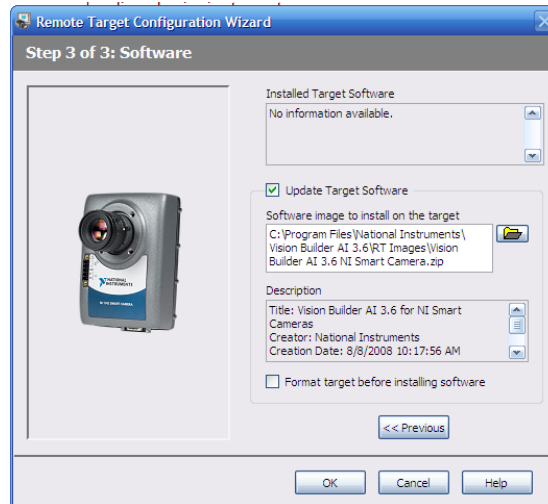 Remote Target Configuration Wizard
Step 3 of 3: Software
Installed Target Software
No information available.
Update Target Software
Software image to install on the target
C:\Program Files\National Instruments\
Vision Builder AI 3.6\RT Images\Vision
Builder AI 3.6 NI Smart Camera.zip
Description
Title: Vision Builder AI 3.6 for NI Smart
Cameras
Creator: National Instruments
Creation Date: 8/8/2008 10:17:56 AM
Format target before installing software
<< Previous
OK
Cancel
Help
NATIONAL
INSTRUMENTS